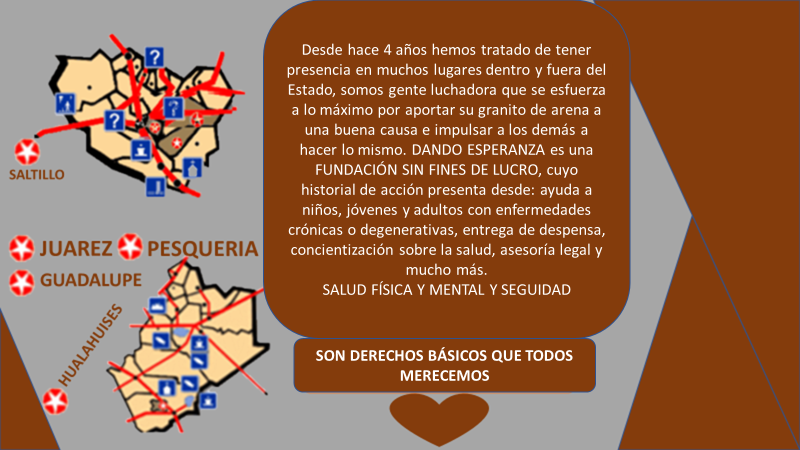 Desde hace 4 años hemos tratado de tener
presencia en muchos lugares dentro y fuera del
Estado, somos gente luchadora que se esfuerza
a lo máximo por aportar su granito de arena a
una buena causa e impulsar a los demás a
hacer lo mismo. DANDO ESPERANZA es una
FUNDACIÓN SIN FINES DE LUCRO, cuyo
historial de acción presenta desde: ayuda a
niños, jóvenes y adultos con enfermedades
crónicas o degenerativas, entrega de despensa,
concientización sobre la salud, asesoría legal y
mucho más.
SALUD FÍSICA Y MENTAL Y SEGUIDAD
SON DERECHOS BÁSICOS QUE TODOS
MERECEMOS
SALTILLO
JUAREZ PESQUERIA
GUADALUPE
HUALAHUISES
?
?